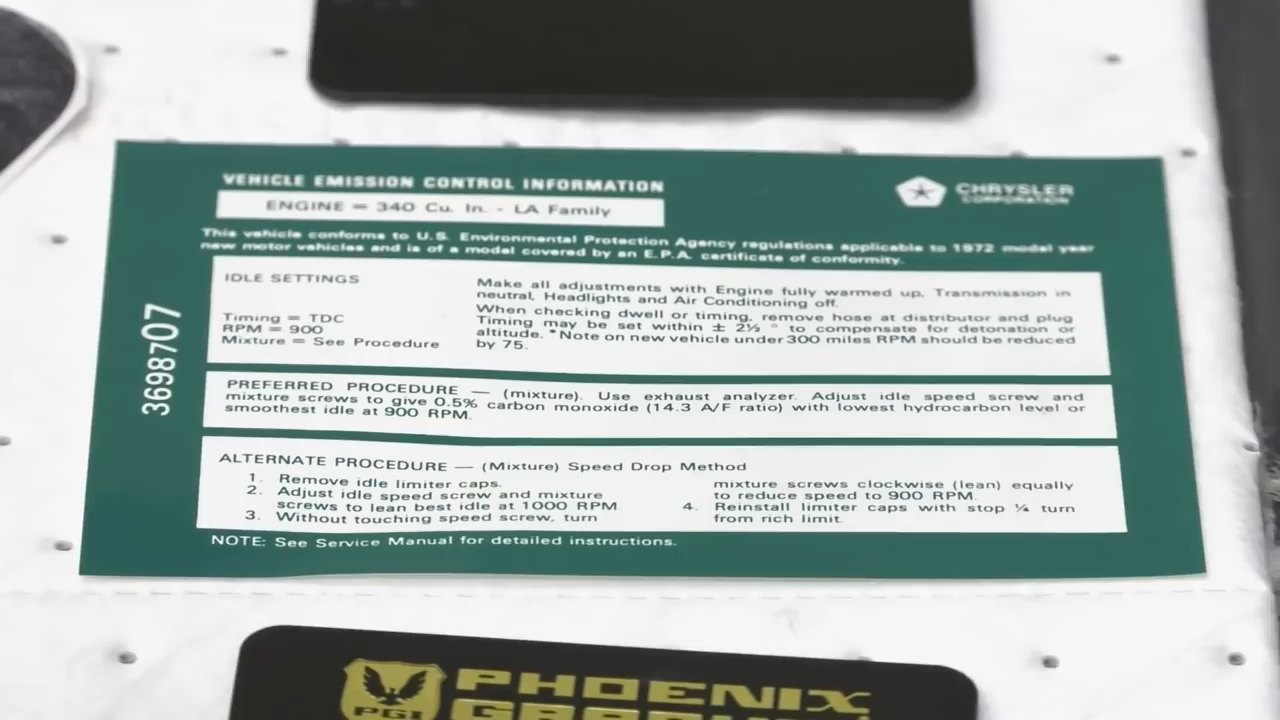 VEHICLE EMISSION CONTROL INFORMATION
ENGINE = 340 Cu. In. - LA Family
CHRYSLER
CORPORATION
This vehicle conforms to U.S. Environmental Protection Agency regulations applicable to 1972 model year
new motor vehicles and is of a model covered by an E.P.A. certificate of conformity.
IDLE SETTINGS
Timing = TDC
RPM = 900
Mixture = See Procedure
Make all adjustments with Engine fully warmed up, Transmission in
neutral, Headlights and Air Conditioning off.
When checking dwell or timing, remove hose at distributor and plug
Timing may be set within ± 2½ ° to compensate for detonation or
altitude. *Note on new vehicle under 300 miles RPM should be reduced
by 75.
3698707
PREFERRED PROCEDURE — (mixture). Use exhaust analyzer. Adjust idle speed screw and
mixture screws to give 0.5% carbon monoxide (14.3 A/F ratio) with lowest hydrocarbon level or
smoothest idle at 900 RPM.
ALTERNATE PROCEDURE — (Mixture) Speed Drop Method
1. Remove idle limiter caps.
2. Adjust idle speed screw and mixture
screws to lean best idle at 1000 RPM
3. Without touching speed screw, turn
mixture screws clockwise (lean) equally
to reduce speed to 900 RPM.
4. Reinstall limiter caps with stop ¼ turn
from rich limit.
NOTE: See Service Manual for detailed instructions.
PGI
PHOENIX